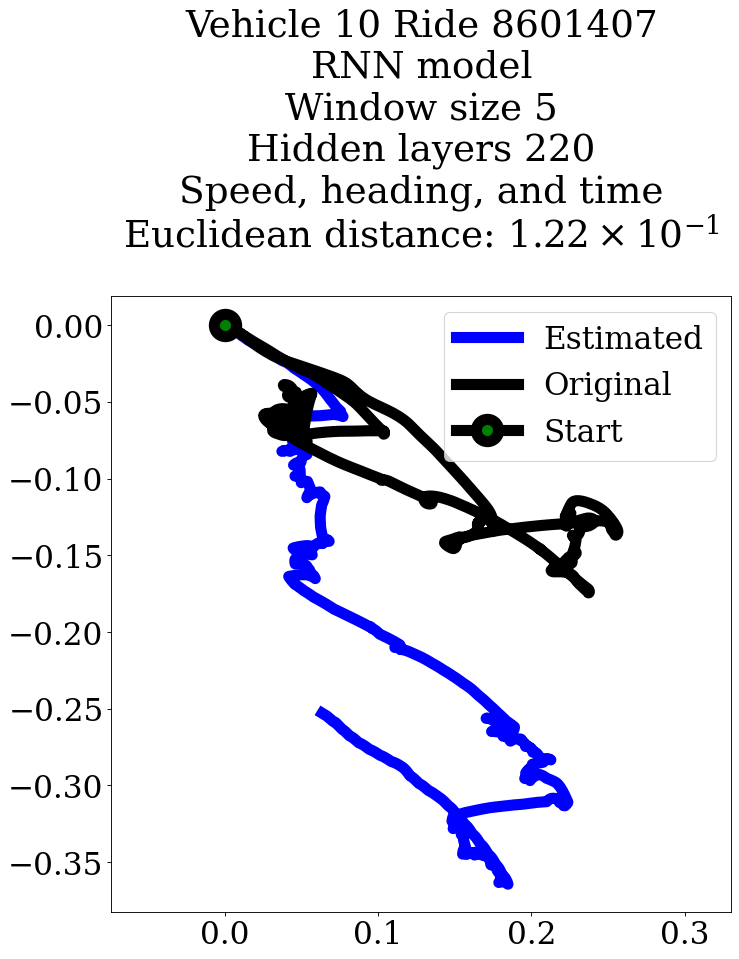 Vehicle 10 Ride 8601407
RNN model
Window size 5
Hidden layers 220
Speed, heading, and time
Euclidean distance: 1.22 × 10⁻¹
Estimated
Original
Start
0.00
−0.05
−0.10
−0.15
−0.20
−0.25
−0.30
−0.35
0.0 0.1 0.2 0.3